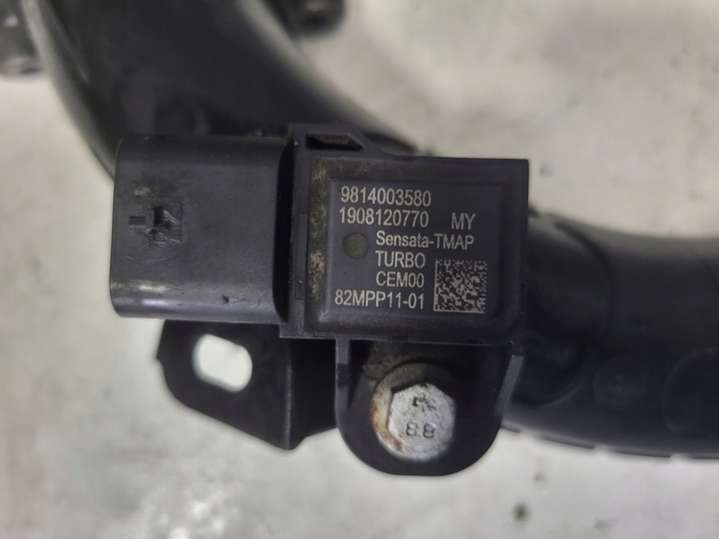 9814003580
1908120770 MY
Sensata-TMAP
TURBO
CEM00
82MPP11-01
8.8